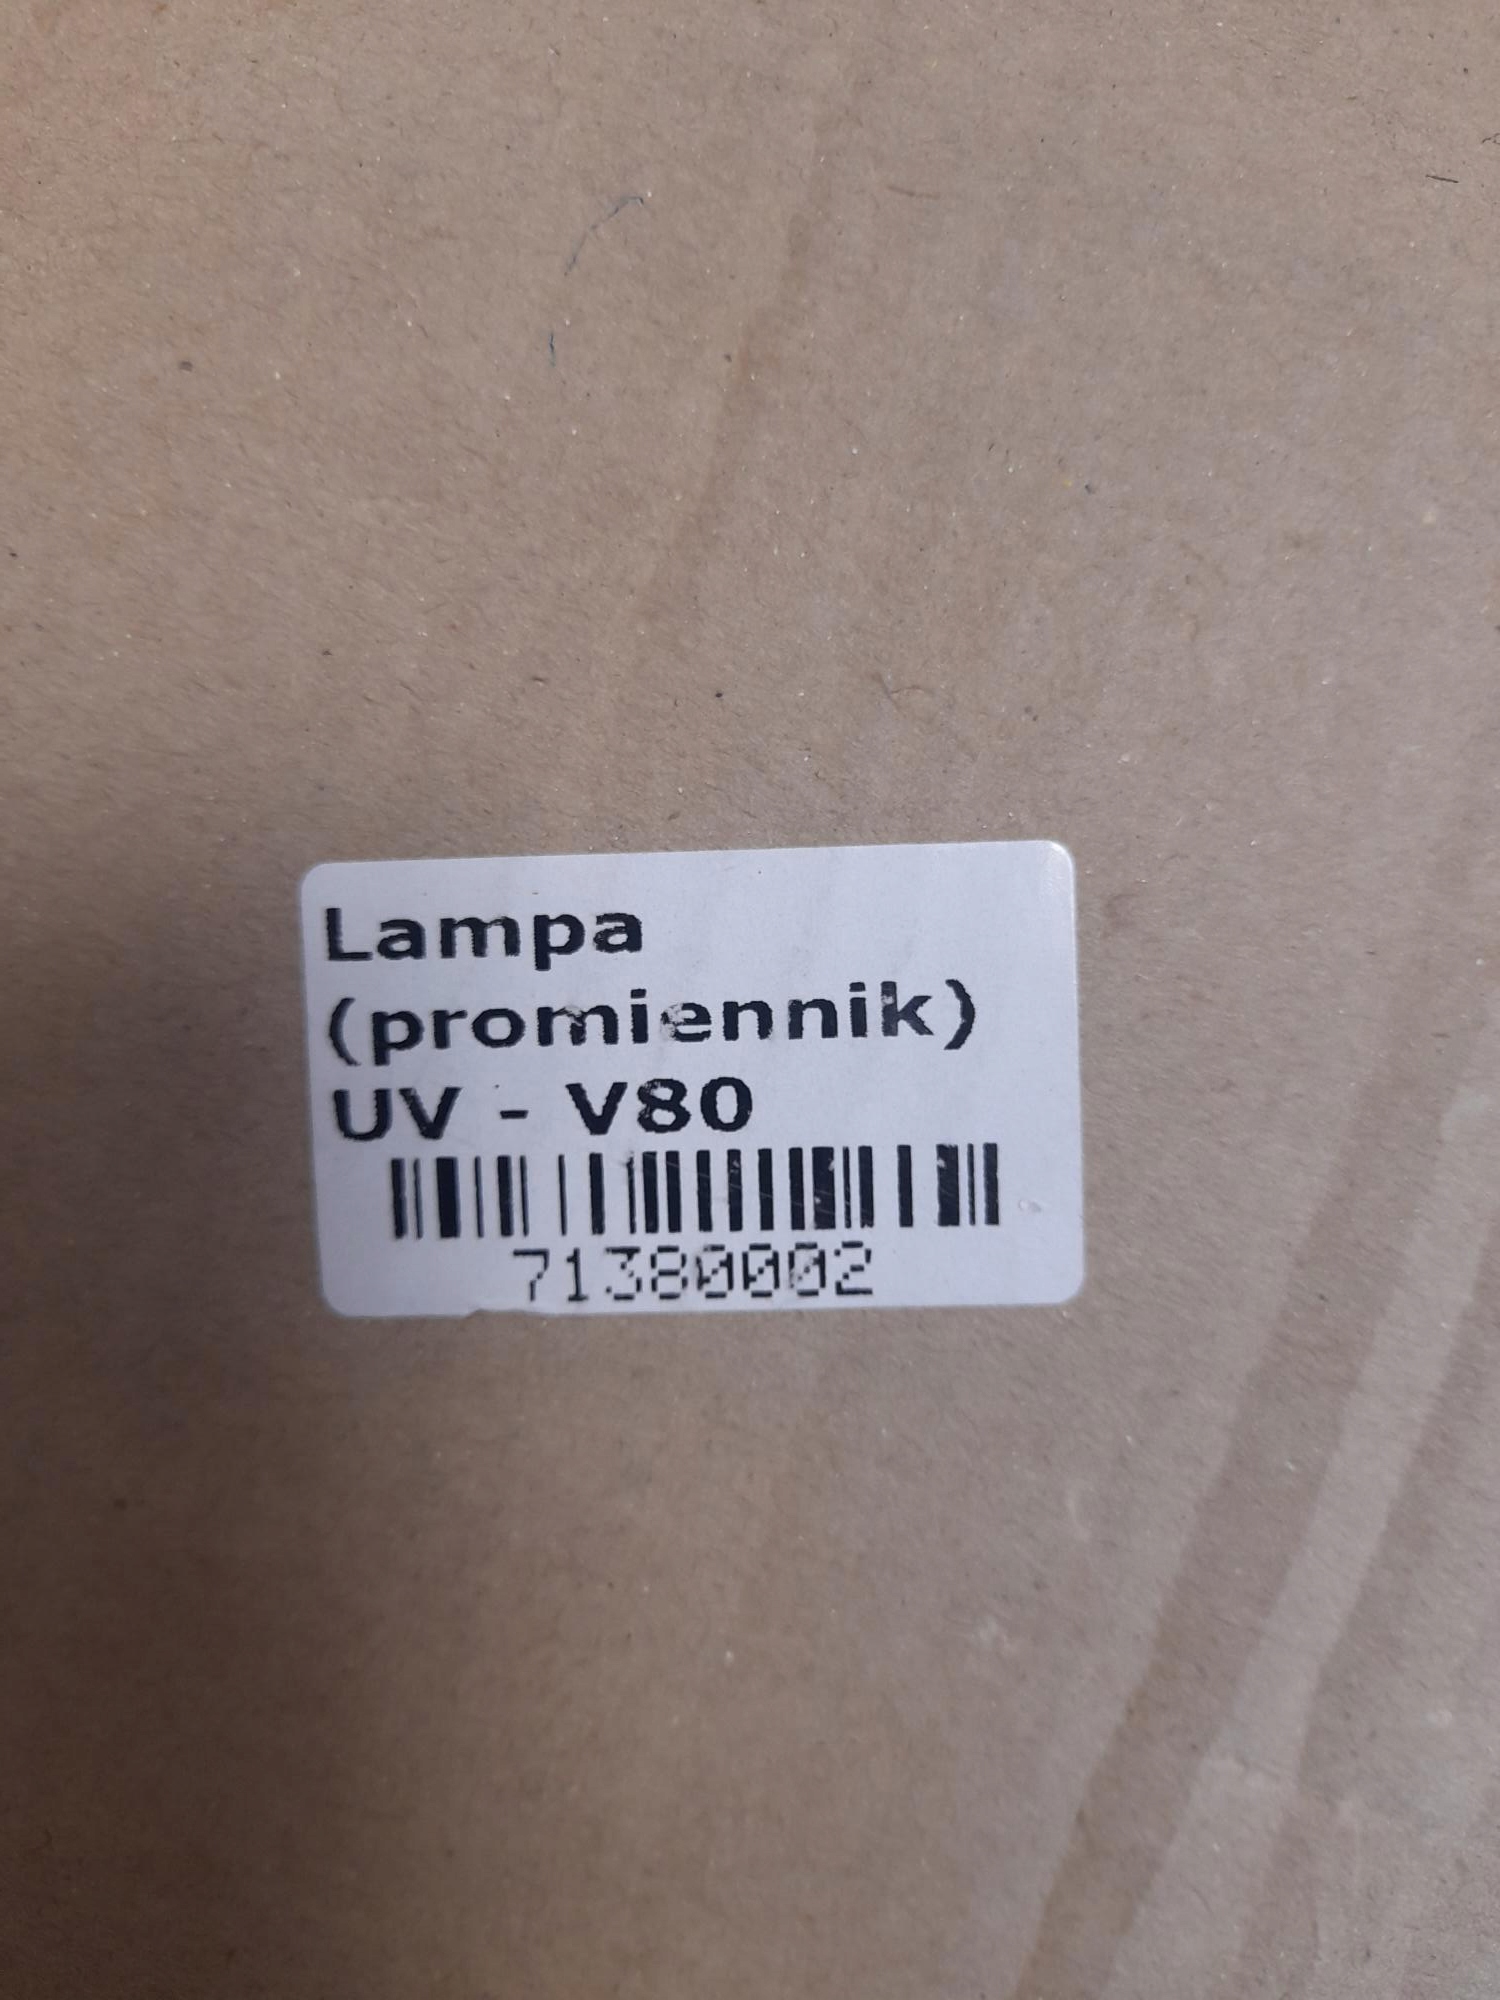 Lampa
(promiennik)
UV - V80
71380002